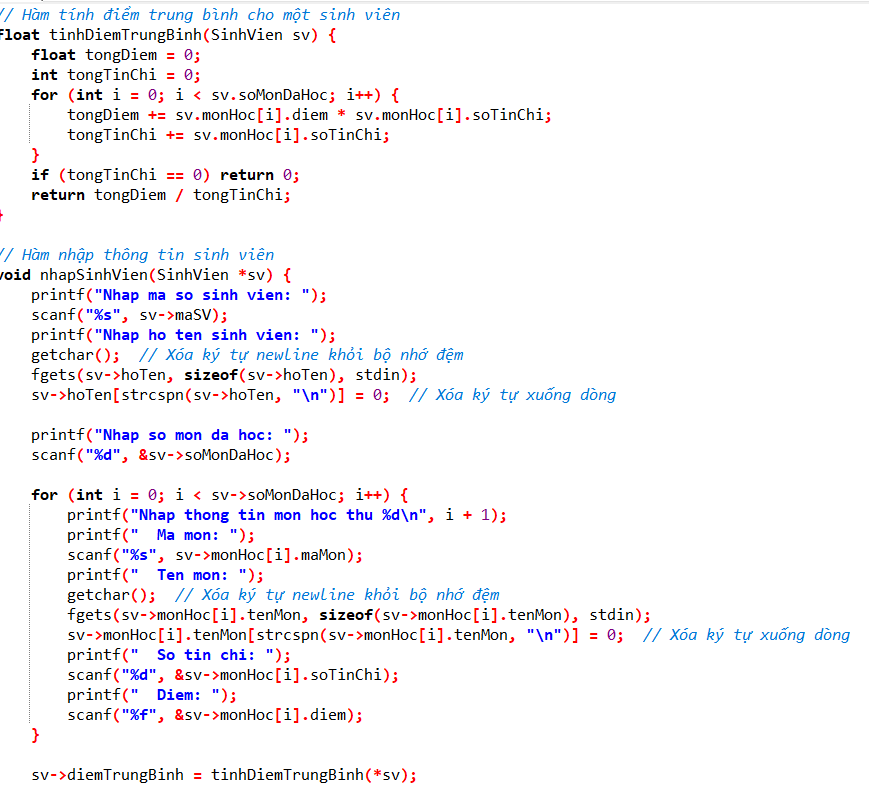 // Hàm tính điểm trung bình cho một sinh viên
float tinhDiemTrungBinh(SinhVien sv) {
    float tongDiem = 0;
    int tongTinChi = 0;
    for (int i = 0; i < sv.soMonDaHoc; i++) {
        tongDiem += sv.monHoc[i].diem * sv.monHoc[i].soTinChi;
        tongTinChi += sv.monHoc[i].soTinChi;
    }
    if (tongTinChi == 0) return 0;
    return tongDiem / tongTinChi;
}

// Hàm nhập thông tin sinh viên
void nhapSinhVien(SinhVien *sv) {
    printf("Nhap ma so sinh vien: ");
    scanf("%s", sv->maSV);
    printf("Nhap ho ten sinh vien: ");
    getchar();  // Xóa ký tự newline khỏi bộ nhớ đệm
    fgets(sv->hoTen, sizeof(sv->hoTen), stdin);
    sv->hoTen[strcspn(sv->hoTen, "\n")] = 0;  // Xóa ký tự xuống dòng

    printf("Nhap so mon da hoc: ");
    scanf("%d", &sv->soMonDaHoc);

    for (int i = 0; i < sv->soMonDaHoc; i++) {
        printf("Nhap thong tin mon hoc thu %d\n", i + 1);
        printf("  Ma mon: ");
        scanf("%s", sv->monHoc[i].maMon);
        printf("  Ten mon: ");
        getchar();  // Xóa ký tự newline khỏi bộ nhớ đệm
        fgets(sv->monHoc[i].tenMon, sizeof(sv->monHoc[i].tenMon), stdin);
        sv->monHoc[i].tenMon[strcspn(sv->monHoc[i].tenMon, "\n")] = 0;  // Xóa ký tự xuống dòng
        printf("  So tin chi: ");
        scanf("%d", &sv->monHoc[i].soTinChi);
        printf("  Diem: ");
        scanf("%f", &sv->monHoc[i].diem);
    }

    sv->diemTrungBinh = tinhDiemTrungBinh(*sv);